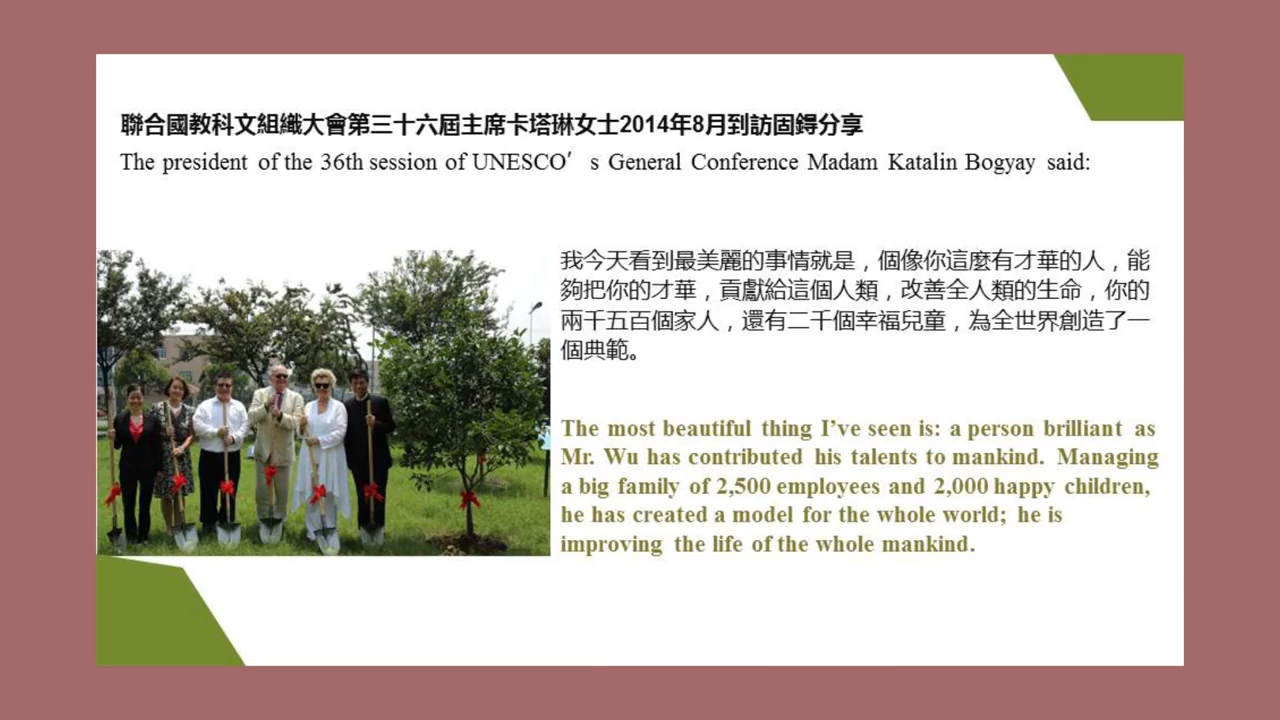 聯合國教科文組織大會第三十六屆主席卡塔琳女士2014年8月到訪固鍀分享
The president of the 36th session of UNESCO′s General Conference Madam Katalin Bogyay said:
我今天看到最美麗的事情就是，個像你這麼有才華的人，能
夠把你的才華，貢獻給這個人類，改善全人類的生命，你的
兩千五百個家人，還有二千個幸福兒童，為全世界創造了一
個典範。
The most beautiful thing I’ve seen is: a person brilliant as
Mr. Wu has contributed his talents to mankind. Managing
a big family of 2,500 employees and 2,000 happy children,
he has created a model for the whole world; he is
improving the life of the whole mankind.